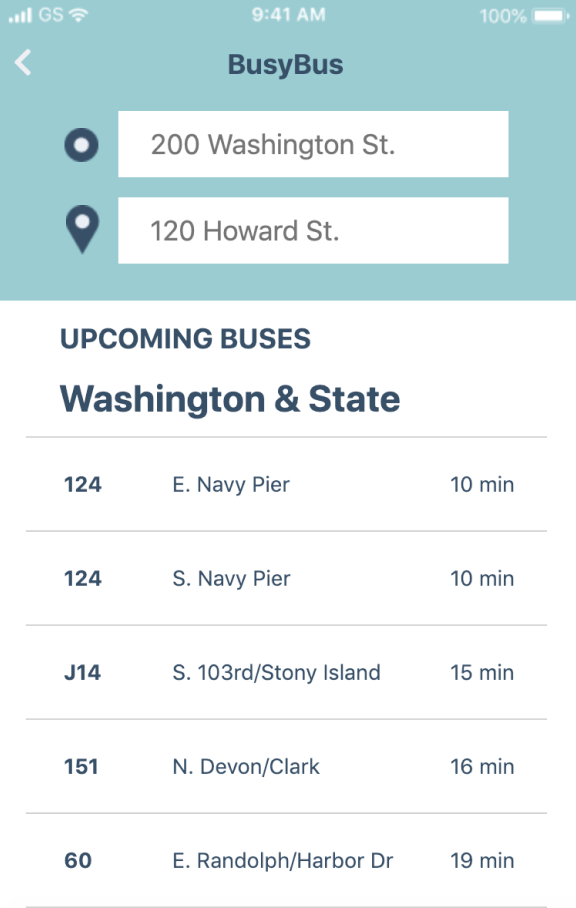 GS 9:41 AM 100%
BusyBus
200 Washington St.
120 Howard St.
UPCOMING BUSES
Washington & State
124 E. Navy Pier 10 min
124 S. Navy Pier 10 min
J14 S. 103rd/Stony Island 15 min
151 N. Devon/Clark 16 min
60 E. Randolph/Harbor Dr 19 min